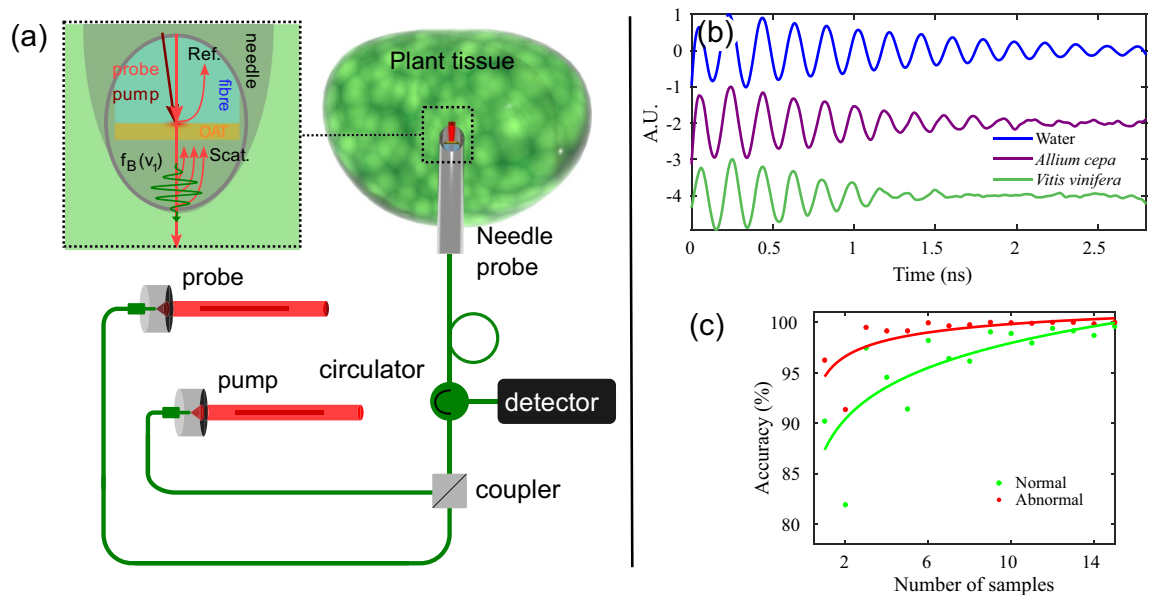 (a)
needle
Ref.
probe
pump
fibre
OAT
Scat.
f_B(v_1)
Plant tissue
Needle
probe
probe
pump
circulator
detector
coupler
(b)
A.U.
1
0
-1
-2
-3
-4
Water
Allium cepa
Vitis vinifera
0 0.5 1 1.5 2 2.5
Time (ns)
(c)
Accuracy (%)
100
95
90
85
80
Normal
Abnormal
2 6 10 14
Number of samples